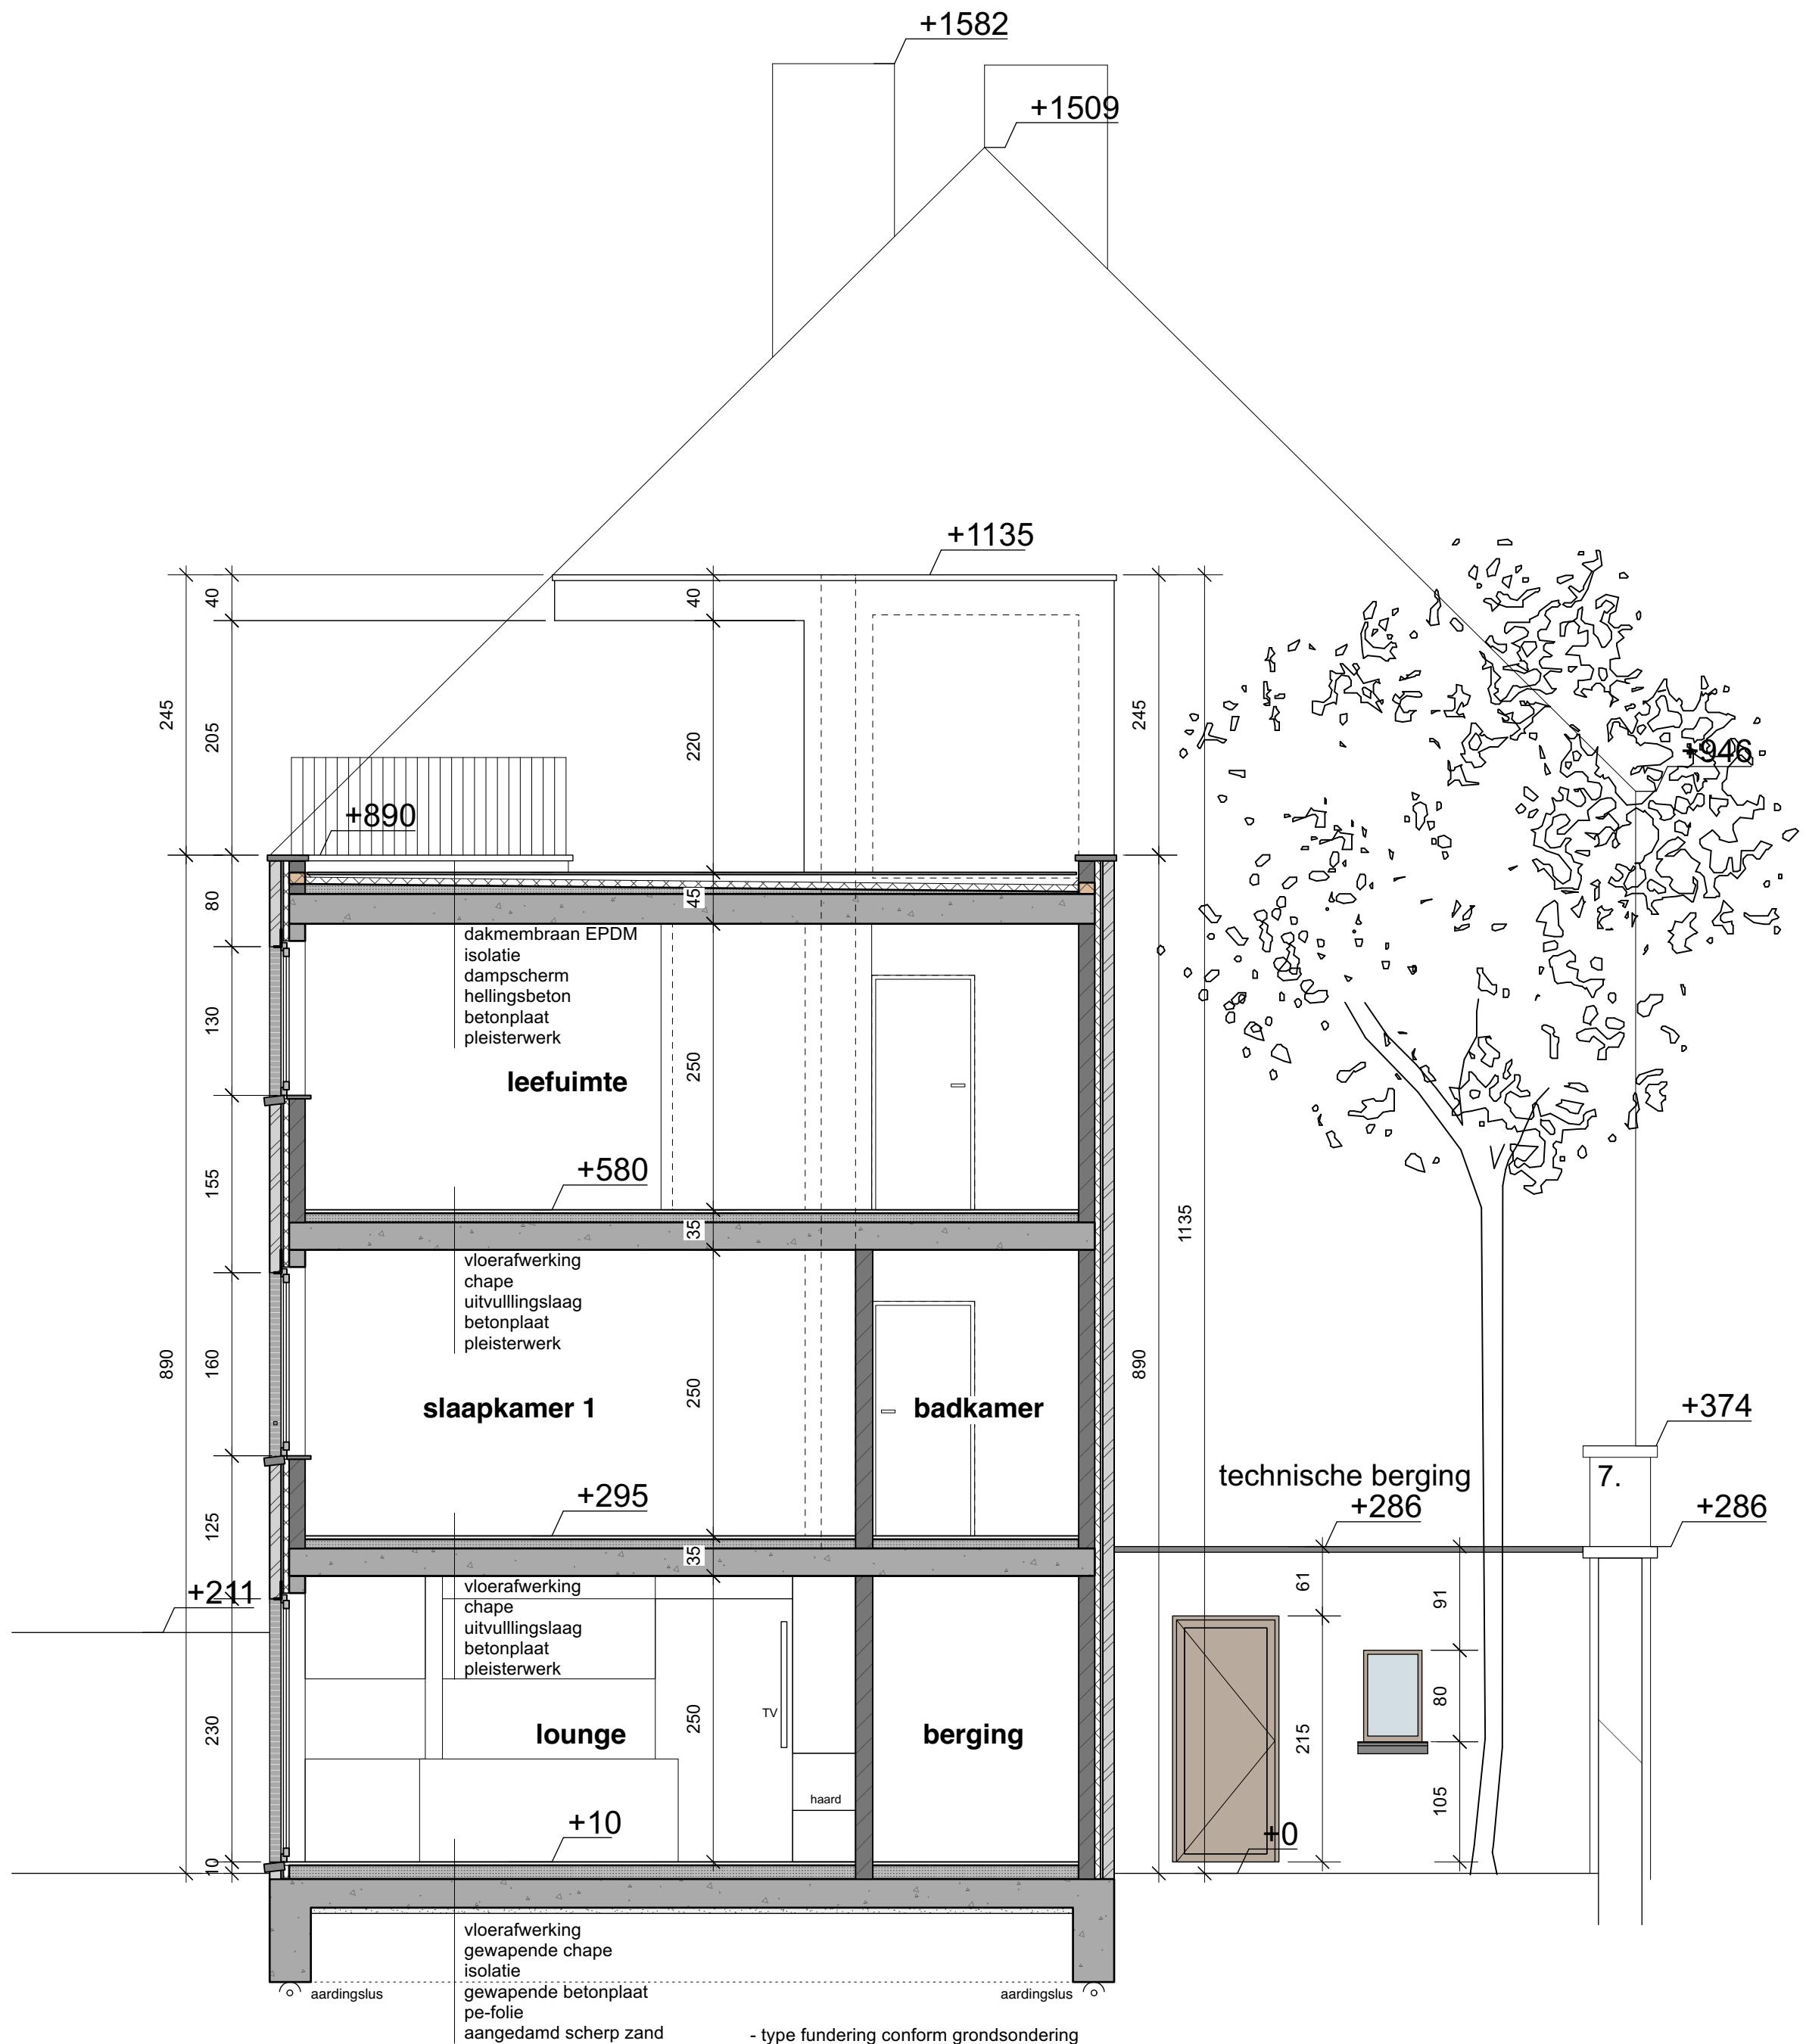 +1582
+1509
+1135
40
40
245
205
220
245
+946
+890
80
45
dakmembraan EPDM
isolatie
dampscherm
hellingsbeton
betonplaat
pleisterwerk
130
250
leefuimte
155
+580
35
1135
vloerafwerking
chape
uitvulllingslaag
betonplaat
pleisterwerk
890
160
250
890
slaapkamer 1
badkamer
+374
technische berging
7.
+295
+286
+286
125
35
+211
vloerafwerking
chape
uitvulllingslaag
betonplaat
pleisterwerk
61
91
230
250
TV
lounge
berging
215
80
haard
105
+10
+0
10
vloerafwerking
gewapende chape
isolatie
gewapende betonplaat
pe-folie
aangedamd scherp zand
aardingslus
aardingslus
- type fundering conform grondsondering